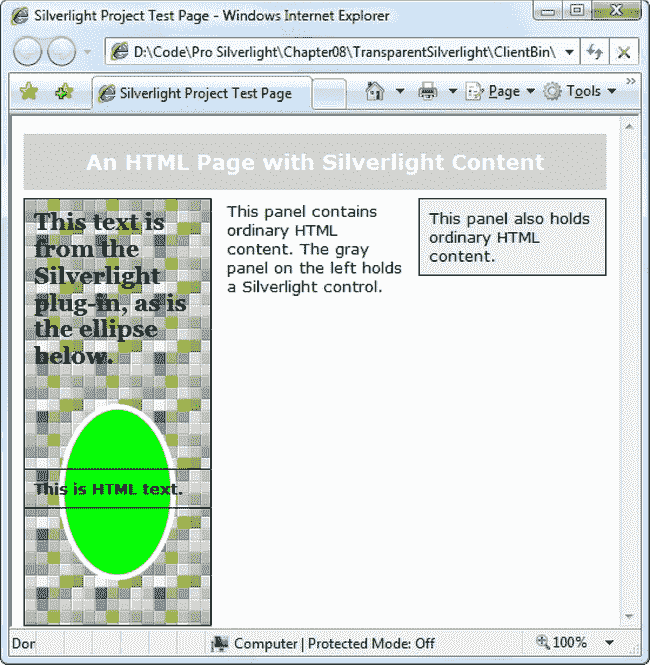 Silverlight Project Test Page - Windows Internet Explorer
D:\Code\Pro Silverlight\Chapter08\TransparentSilverlight\ClientBin\
Silverlight Project Test Page
Page
Tools
An HTML Page with Silverlight Content
This text is
from the
Silverlight
plug-in, as is
the ellipse
below.
This is HTML text.
This panel contains
ordinary HTML
content. The gray
panel on the left holds
a Silverlight control.
This panel also holds
ordinary HTML
content.
Dor
Computer | Protected Mode: Off
100%